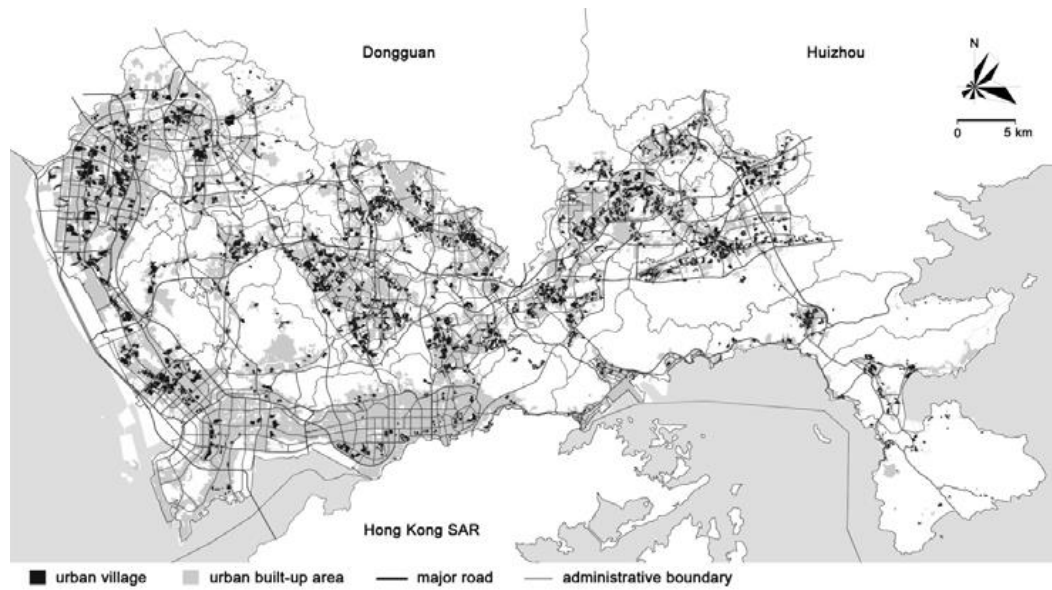 Dongguan
Huizhou
N
0 5 km
Hong Kong SAR
urban village urban built-up area major road administrative boundary